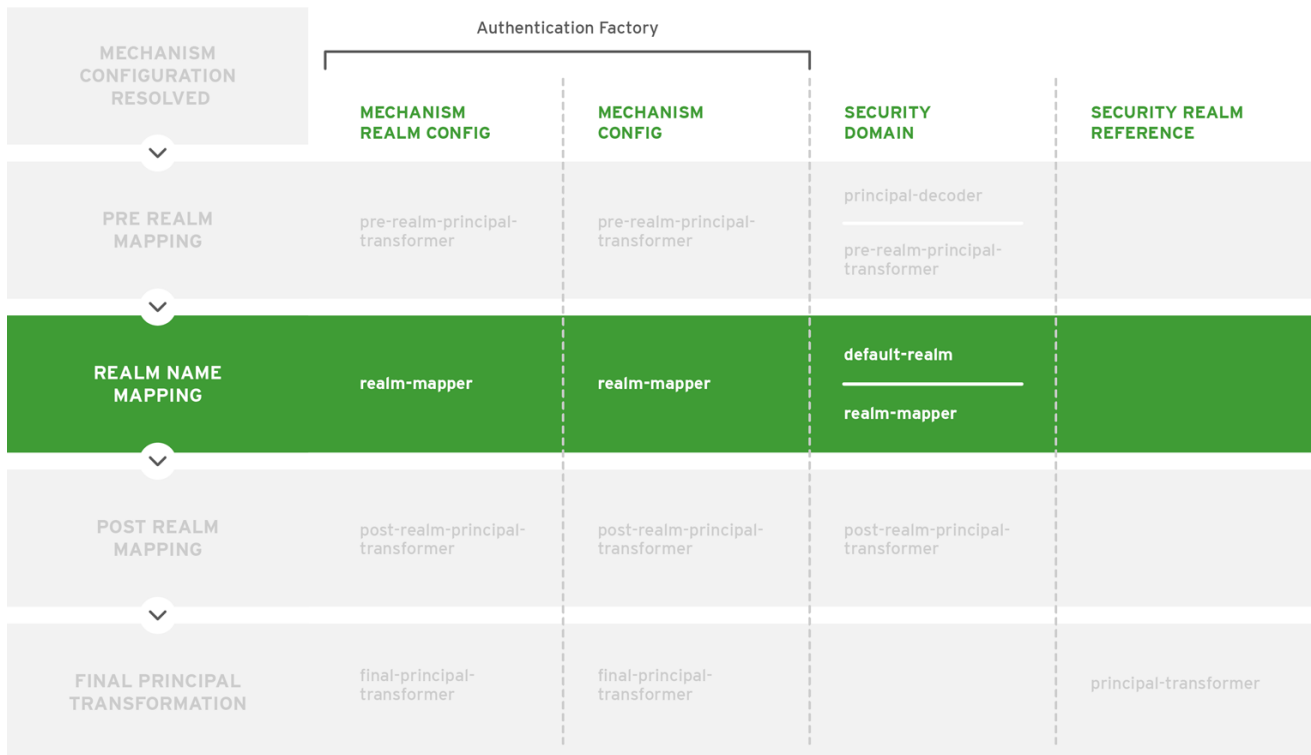 Authentication Factory
MECHANISM
CONFIGURATION
RESOLVED
MECHANISM
REALM CONFIG
MECHANISM
CONFIG
SECURITY
DOMAIN
SECURITY REALM
REFERENCE
PRE REALM
MAPPING
pre-realm-principal-
transformer
pre-realm-principal-
transformer
principal-decoder
pre-realm-principal-
transformer
REALM NAME
MAPPING
realm-mapper
realm-mapper
default-realm
realm-mapper
POST REALM
MAPPING
post-realm-principal-
transformer
post-realm-principal-
transformer
post-realm-principal-
transformer
FINAL PRINCIPAL
TRANSFORMATION
final-principal-
transformer
final-principal-
transformer
principal-transformer